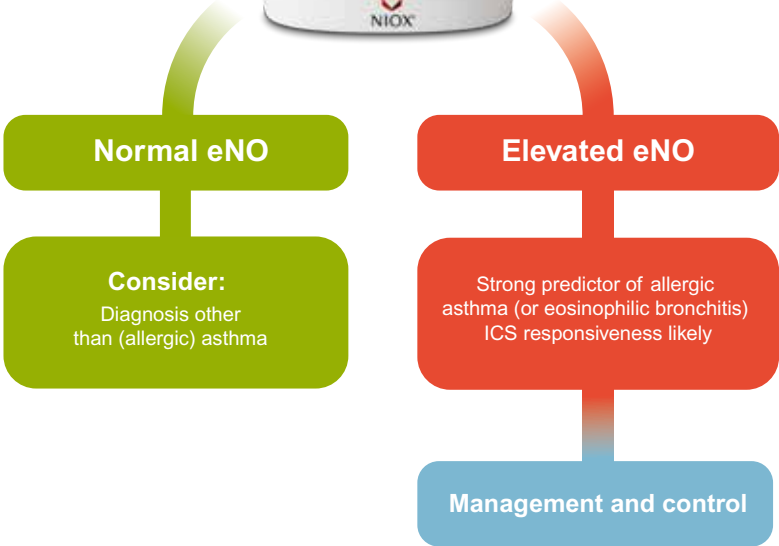 NIOX
Normal eNO
Consider:
Diagnosis other
than (allergic) asthma
Elevated eNO
Strong predictor of allergic
asthma (or eosinophilic bronchitis)
ICS responsiveness likely
Management and control